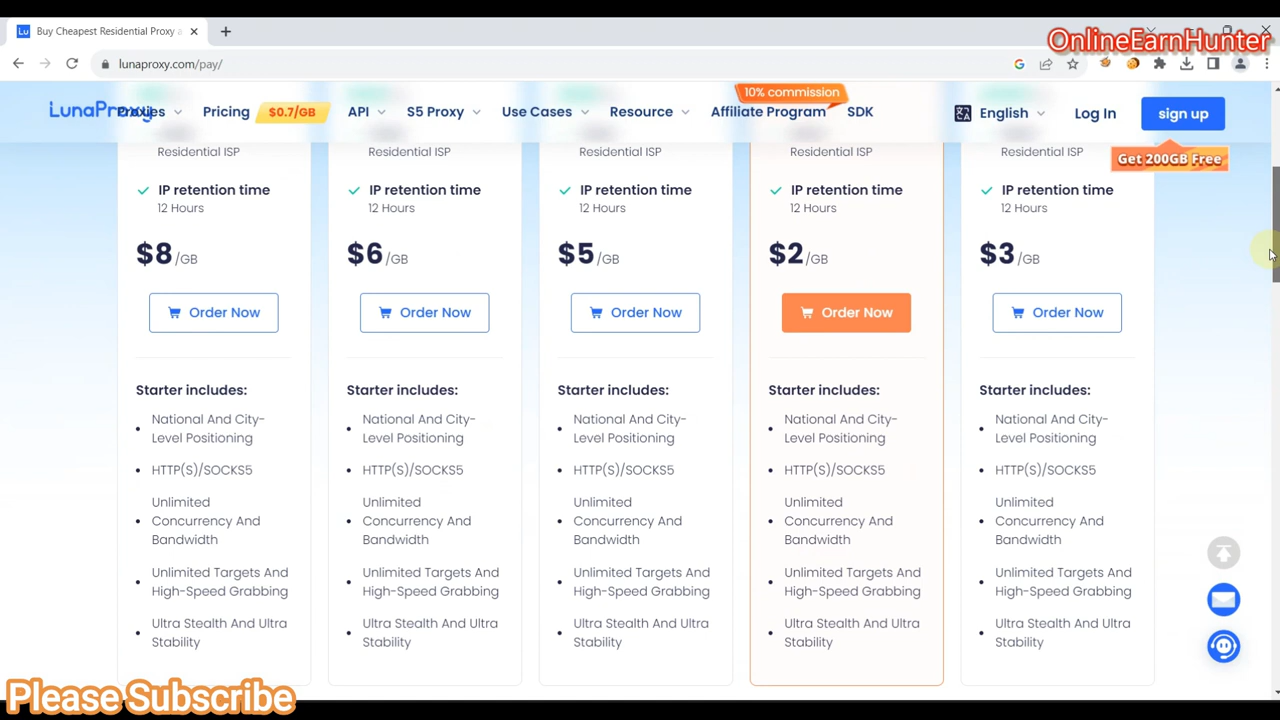 Buy Cheapest Residential Proxy a
OnlineEarnHunter
lunaproxy.com/pay/
10% commission
LunaProxy
Proxies
Pricing
$0.7/GB
API
S5 Proxy
Use Cases
Resource
Affiliate Program
SDK
English
Log In
sign up
Get 200GB Free
Residential ISP
IP retention time
12 Hours
$8 /GB
Order Now
Starter includes:
National And City-
Level Positioning
HTTP(S)/SOCKS5
Unlimited
Concurrency And
Bandwidth
Unlimited Targets And
High-Speed Grabbing
Ultra Stealth And Ultra
Stability
Residential ISP
IP retention time
12 Hours
$6 /GB
Order Now
Starter includes:
National And City-
Level Positioning
HTTP(S)/SOCKS5
Unlimited
Concurrency And
Bandwidth
Unlimited Targets And
High-Speed Grabbing
Ultra Stealth And Ultra
Stability
Residential ISP
IP retention time
12 Hours
$5 /GB
Order Now
Starter includes:
National And City-
Level Positioning
HTTP(S)/SOCKS5
Unlimited
Concurrency And
Bandwidth
Unlimited Targets And
High-Speed Grabbing
Ultra Stealth And Ultra
Stability
Residential ISP
IP retention time
12 Hours
$2 /GB
Order Now
Starter includes:
National And City-
Level Positioning
HTTP(S)/SOCKS5
Unlimited
Concurrency And
Bandwidth
Unlimited Targets And
High-Speed Grabbing
Ultra Stealth And Ultra
Stability
Residential ISP
IP retention time
12 Hours
$3 /GB
Order Now
Starter includes:
National And City-
Level Positioning
HTTP(S)/SOCKS5
Unlimited
Concurrency And
Bandwidth
Unlimited Targets And
High-Speed Grabbing
Ultra Stealth And Ultra
Stability
Please Subscribe